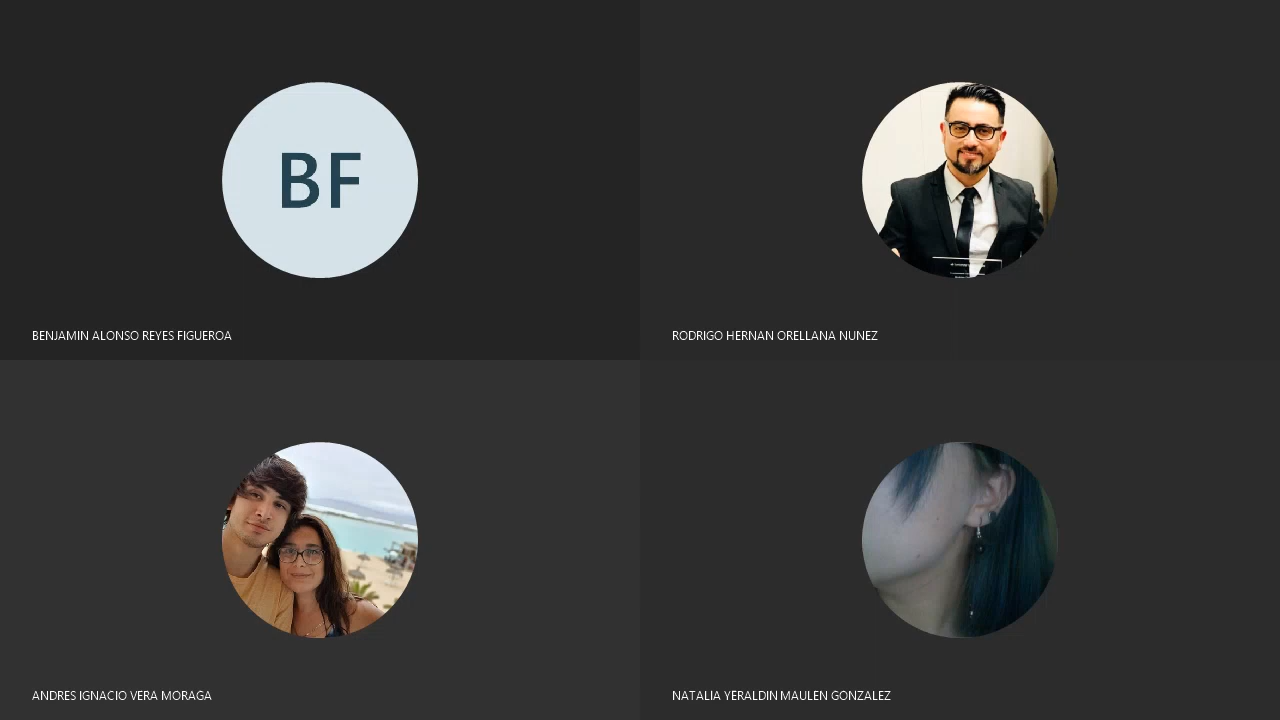 BF
BENJAMIN ALONSO REYES FIGUEROA
RODRIGO HERNAN ORELLANA NUNEZ
ANDRES IGNACIO VERA MORAGA
NATALIA YERALDIN MAULEN GONZALEZ